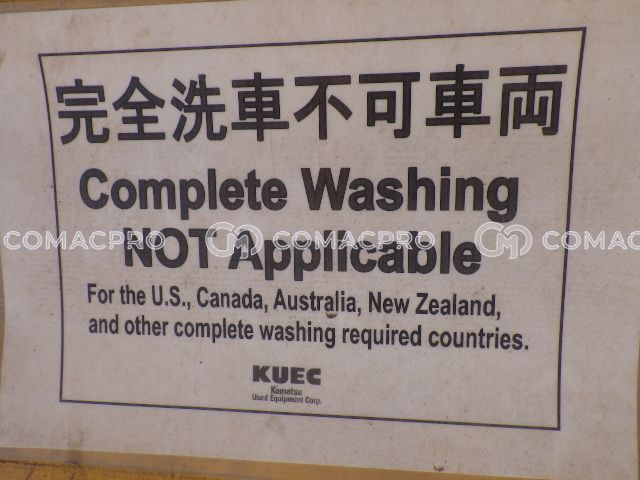 完全洗車不可車両
Complete Washing
NOT Applicable
COMACPRO COMACPRO COMAC
For the U.S., Canada, Australia, New Zealand,
and other complete washing required countries.
KUEC
Komatsu
Used Equipment Corp.